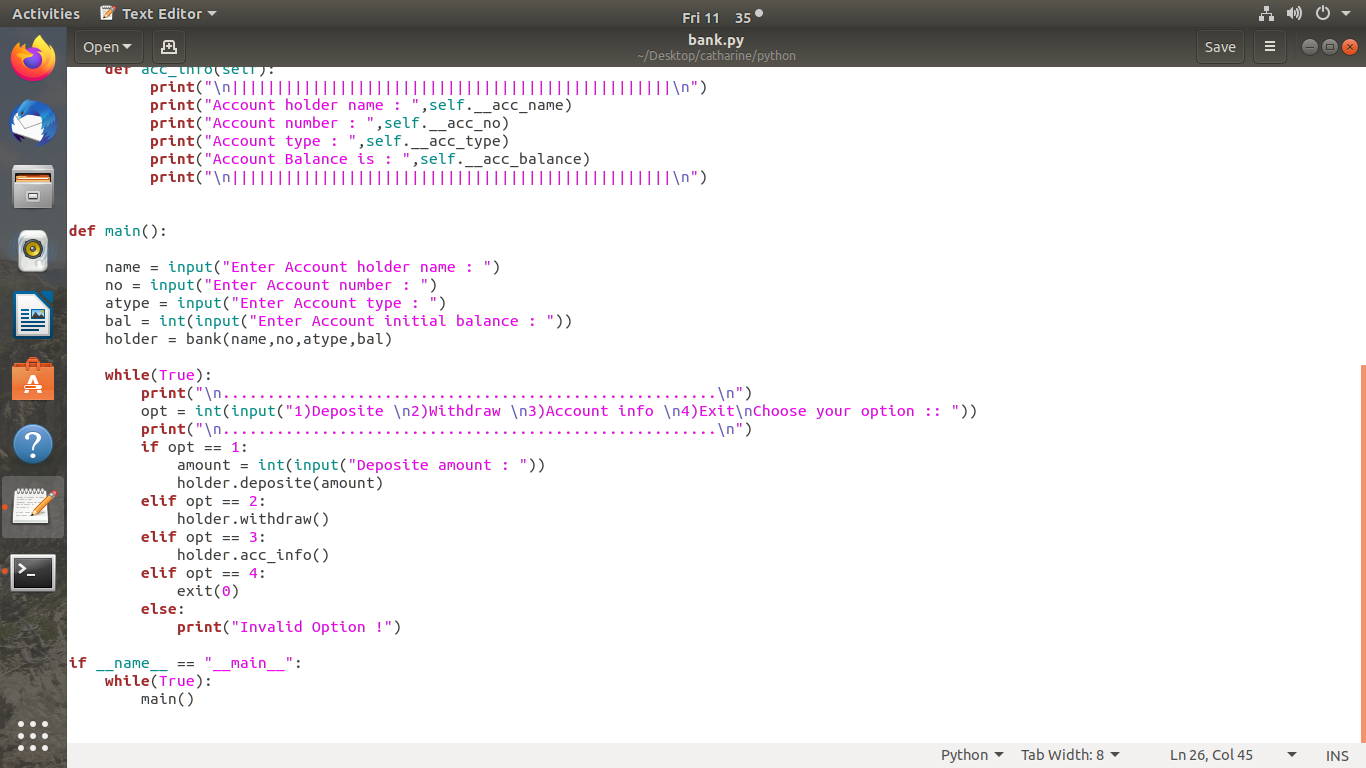 Activities Text Editor Fri 11 35
Open bank.py Save
~/Desktop/catharine/python
def acc_info(self):
print("\n|||||||||||||||||||||||||||||||||||||||||||||||||\n")
print("Account holder name : ",self.__acc_name)
print("Account number : ",self.__acc_no)
print("Account type : ",self.__acc_type)
print("Account Balance is : ",self.__acc_balance)
print("\n|||||||||||||||||||||||||||||||||||||||||||||||||\n")
def main():
name = input("Enter Account holder name : ")
no = input("Enter Account number : ")
atype = input("Enter Account type : ")
bal = int(input("Enter Account initial balance : "))
holder = bank(name,no,atype,bal)
while(True):
print("\n.......................................................\n")
opt = int(input("1)Deposite \n2)Withdraw \n3)Account info \n4)Exit\nChoose your option :: "))
print("\n.......................................................\n")
if opt == 1:
amount = int(input("Deposite amount : "))
holder.deposite(amount)
elif opt == 2:
holder.withdraw()
elif opt == 3:
holder.acc_info()
elif opt == 4:
exit(0)
else:
print("Invalid Option !")
if __name__ == "__main__":
while(True):
main()
Python Tab Width: 8 Ln 26, Col 45 INS